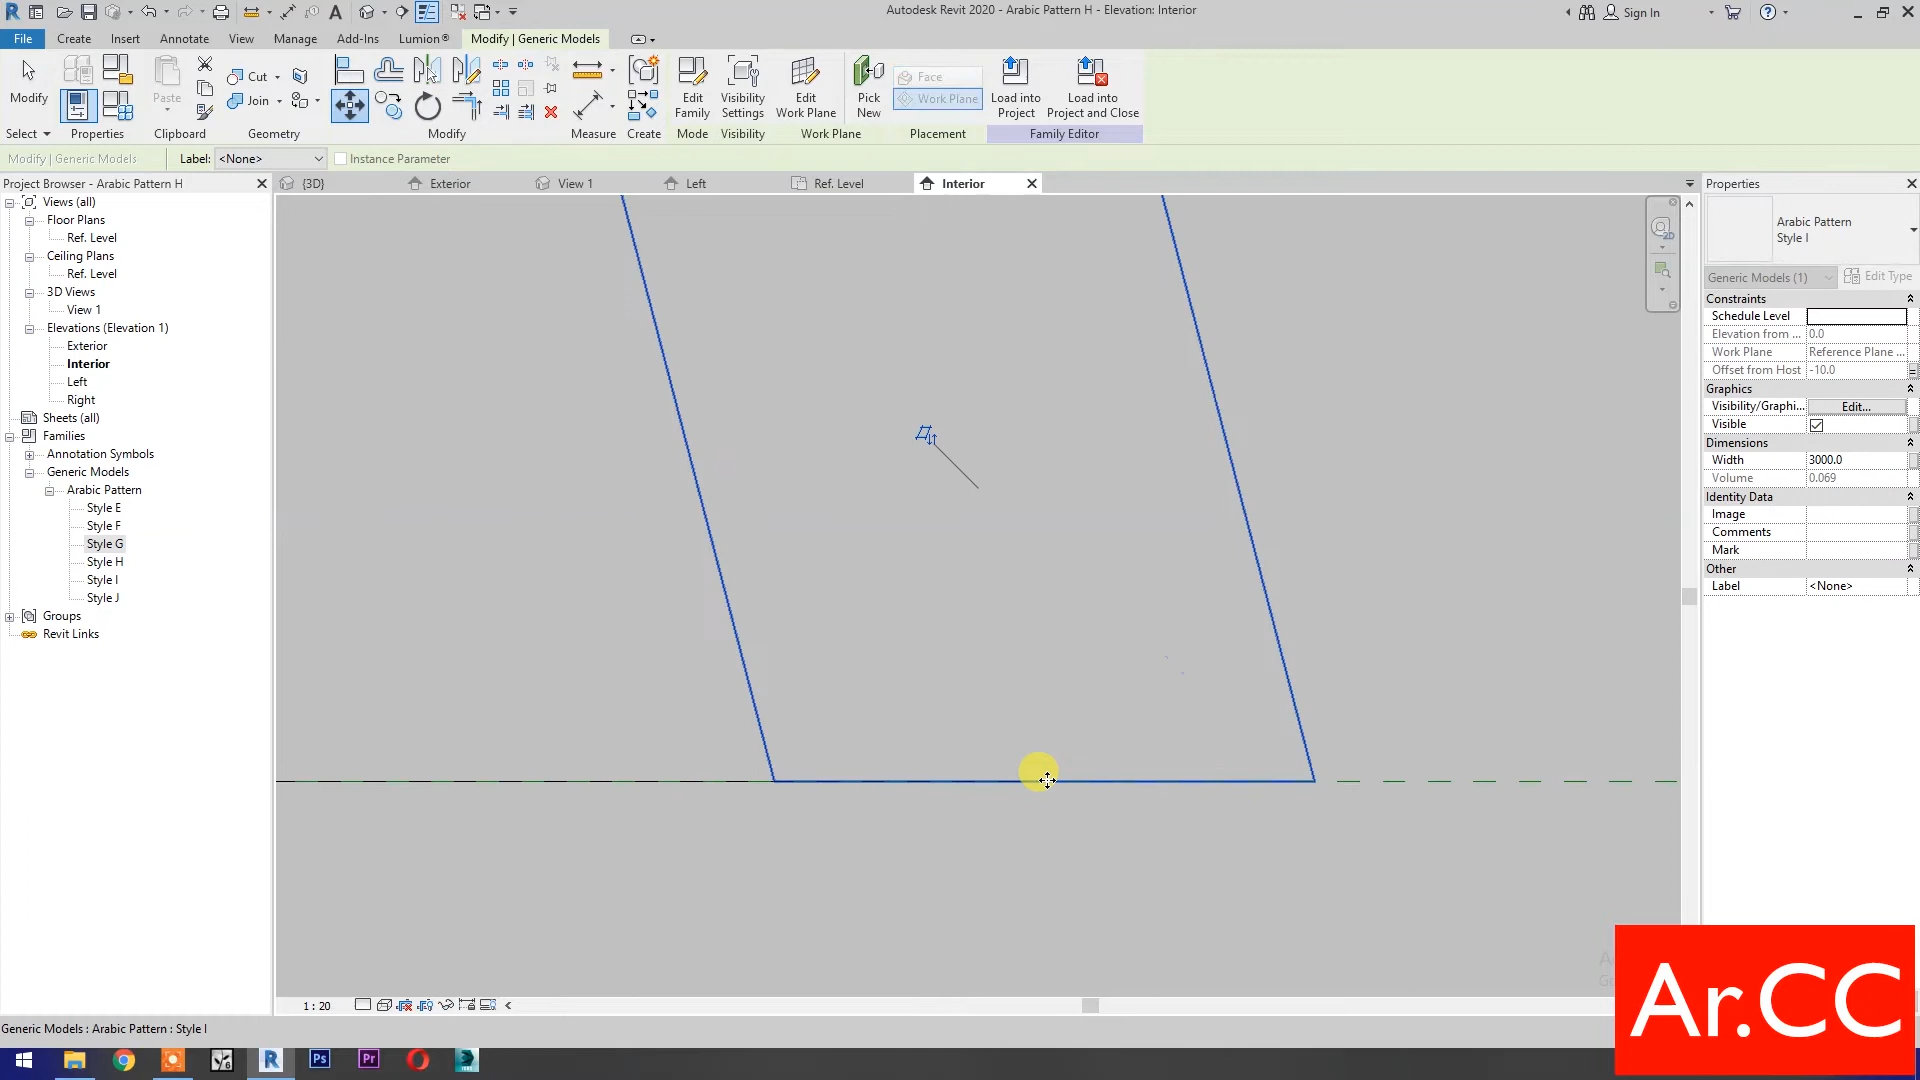 Autodesk Revit 2020 - Arabic Pattern H - Elevation: Interior
Sign In
File Create Insert Annotate View Manage Add-Ins Lumion® Modify | Generic Models
Modify
Paste
Cut
Join
Edit Family
Visibility Settings
Edit Work Plane
Pick New
Face
Work Plane
Load into Project
Load into Project and Close
Select Properties Clipboard Geometry Modify Measure Create Mode Visibility Work Plane Placement Family Editor
Modify | Generic Models Label: <None> Instance Parameter
Project Browser - Arabic Pattern H
{3D} Exterior View 1 Left Ref. Level Interior
Properties
Views (all)
Floor Plans
Ref. Level
Ceiling Plans
Ref. Level
3D Views
View 1
Elevations (Elevation 1)
Exterior
Interior
Left
Right
Sheets (all)
Families
Annotation Symbols
Generic Models
Arabic Pattern
Style E
Style F
Style G
Style H
Style I
Style J
Groups
Revit Links
2D
Arabic Pattern
Style I
Generic Models (1) Edit Type
Constraints
Schedule Level
Elevation from ... 0.0
Work Plane Reference Plane ...
Offset from Host -10.0
Graphics
Visibility/Graphi... Edit...
Visible
Dimensions
Width 3000.0
Volume 0.069
Identity Data
Image
Comments
Mark
Other
Label <None>
1 : 20
Generic Models : Arabic Pattern : Style I
Ar.CC
R Ps Pr